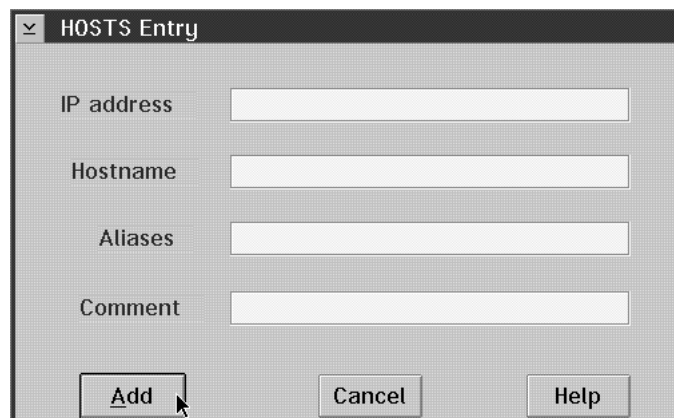 HOSTS Entry
IP address
Hostname
Aliases
Comment
Add Cancel Help